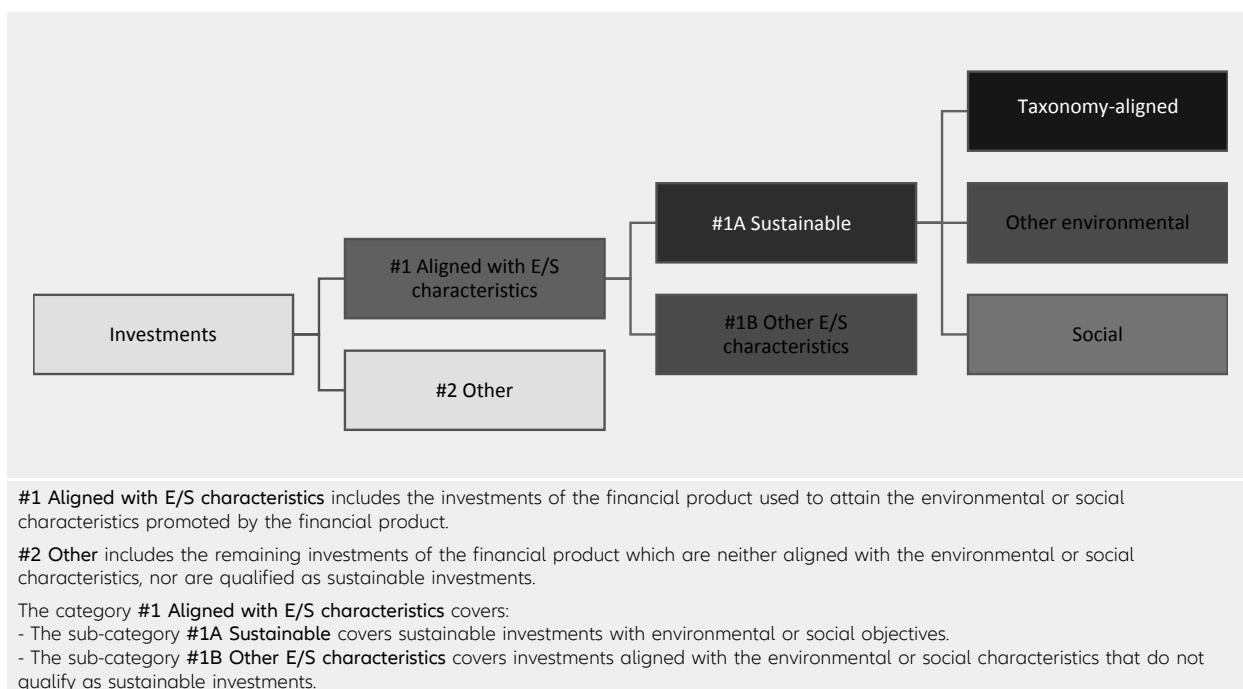 Taxonomy-aligned
#1A Sustainable
Other environmental
#1 Aligned with E/S
characteristics
Investments
#1B Other E/S
characteristics
Social
#2 Other
#1 Aligned with E/S characteristics includes the investments of the financial product used to attain the environmental or social
characteristics promoted by the financial product.
#2 Other includes the remaining investments of the financial product which are neither aligned with the environmental or social
characteristics, nor are qualified as sustainable investments.
The category #1 Aligned with E/S characteristics covers:
- The sub-category #1A Sustainable covers sustainable investments with environmental or social objectives.
- The sub-category #1B Other E/S characteristics covers investments aligned with the environmental or social characteristics that do not
qualify as sustainable investments.